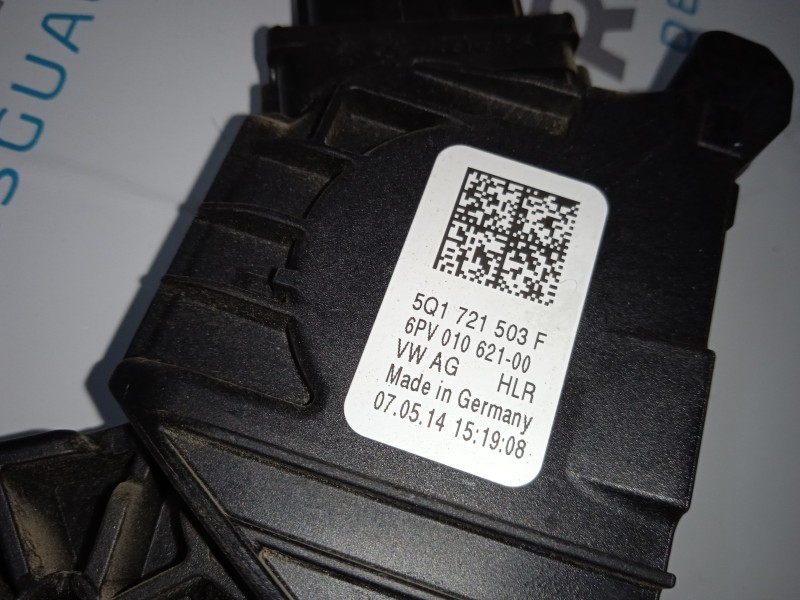 5Q1 721 503 F
6PV 010 621-00
VW AG HLR
Made in Germany
07.05.14 15:19:08